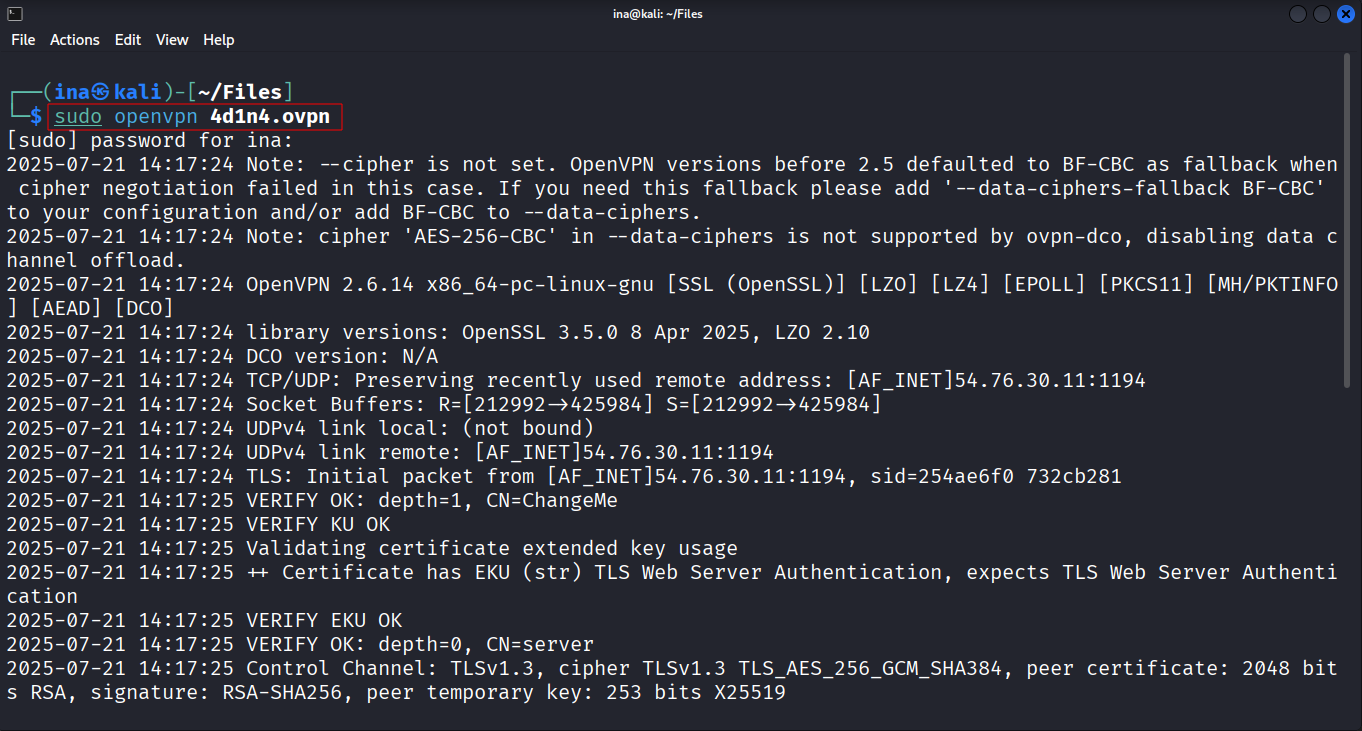 ina@kali: ~/Files
File Actions Edit View Help
┌──(ina㉿kali)-[~/Files]
└─$ sudo openvpn 4d1n4.ovpn
[sudo] password for ina:
2025-07-21 14:17:24 Note: --cipher is not set. OpenVPN versions before 2.5 defaulted to BF-CBC as fallback when
cipher negotiation failed in this case. If you need this fallback please add '--data-ciphers-fallback BF-CBC'
to your configuration and/or add BF-CBC to --data-ciphers.
2025-07-21 14:17:24 Note: cipher 'AES-256-CBC' in --data-ciphers is not supported by ovpn-dco, disabling data c
hannel offload.
2025-07-21 14:17:24 OpenVPN 2.6.14 x86_64-pc-linux-gnu [SSL (OpenSSL)] [LZO] [LZ4] [EPOLL] [PKCS11] [MH/PKTINFO
] [AEAD] [DCO]
2025-07-21 14:17:24 library versions: OpenSSL 3.5.0 8 Apr 2025, LZO 2.10
2025-07-21 14:17:24 DCO version: N/A
2025-07-21 14:17:24 TCP/UDP: Preserving recently used remote address: [AF_INET]54.76.30.11:1194
2025-07-21 14:17:24 Socket Buffers: R=[212992->425984] S=[212992->425984]
2025-07-21 14:17:24 UDPv4 link local: (not bound)
2025-07-21 14:17:24 UDPv4 link remote: [AF_INET]54.76.30.11:1194
2025-07-21 14:17:24 TLS: Initial packet from [AF_INET]54.76.30.11:1194, sid=254ae6f0 732cb281
2025-07-21 14:17:25 VERIFY OK: depth=1, CN=ChangeMe
2025-07-21 14:17:25 VERIFY KU OK
2025-07-21 14:17:25 Validating certificate extended key usage
2025-07-21 14:17:25 ++ Certificate has EKU (str) TLS Web Server Authentication, expects TLS Web Server Authenti
cation
2025-07-21 14:17:25 VERIFY EKU OK
2025-07-21 14:17:25 VERIFY OK: depth=0, CN=server
2025-07-21 14:17:25 Control Channel: TLSv1.3, cipher TLSv1.3 TLS_AES_256_GCM_SHA384, peer certificate: 2048 bit
s RSA, signature: RSA-SHA256, peer temporary key: 253 bits X25519